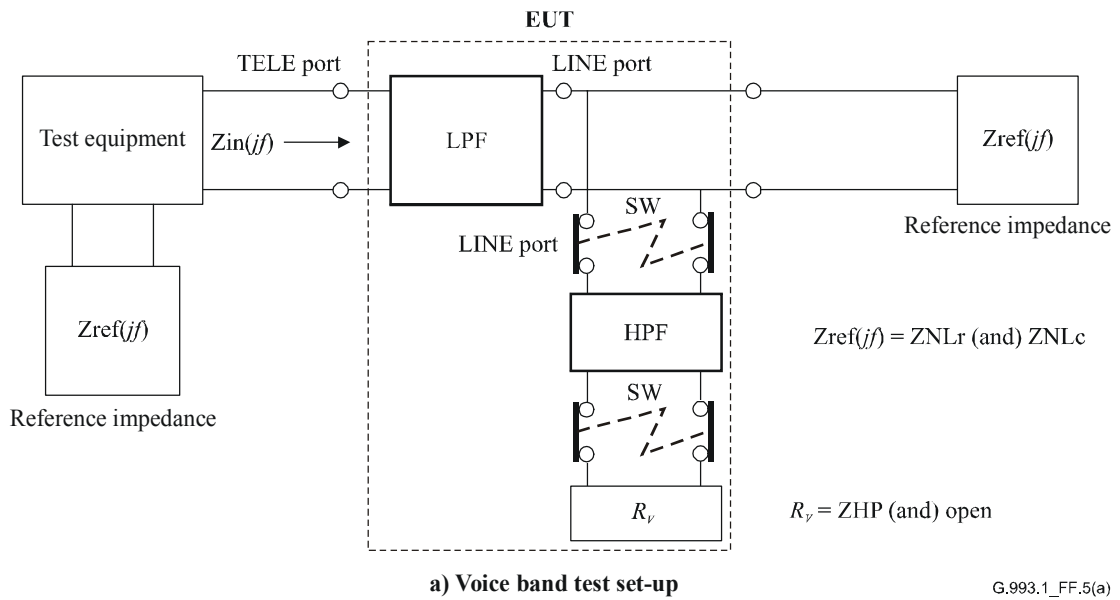 EUT
TELE port
LINE port
Test equipment
Zin(jf)
LPF
Zref(jf)
SW
LINE port
Reference impedance
Zref(jf)
HPF
Zref(jf) = ZNLr (and) ZNLc
SW
Reference impedance
RV
RV = ZHP (and) open
a) Voice band test set-up
G.993.1_FF.5(a)